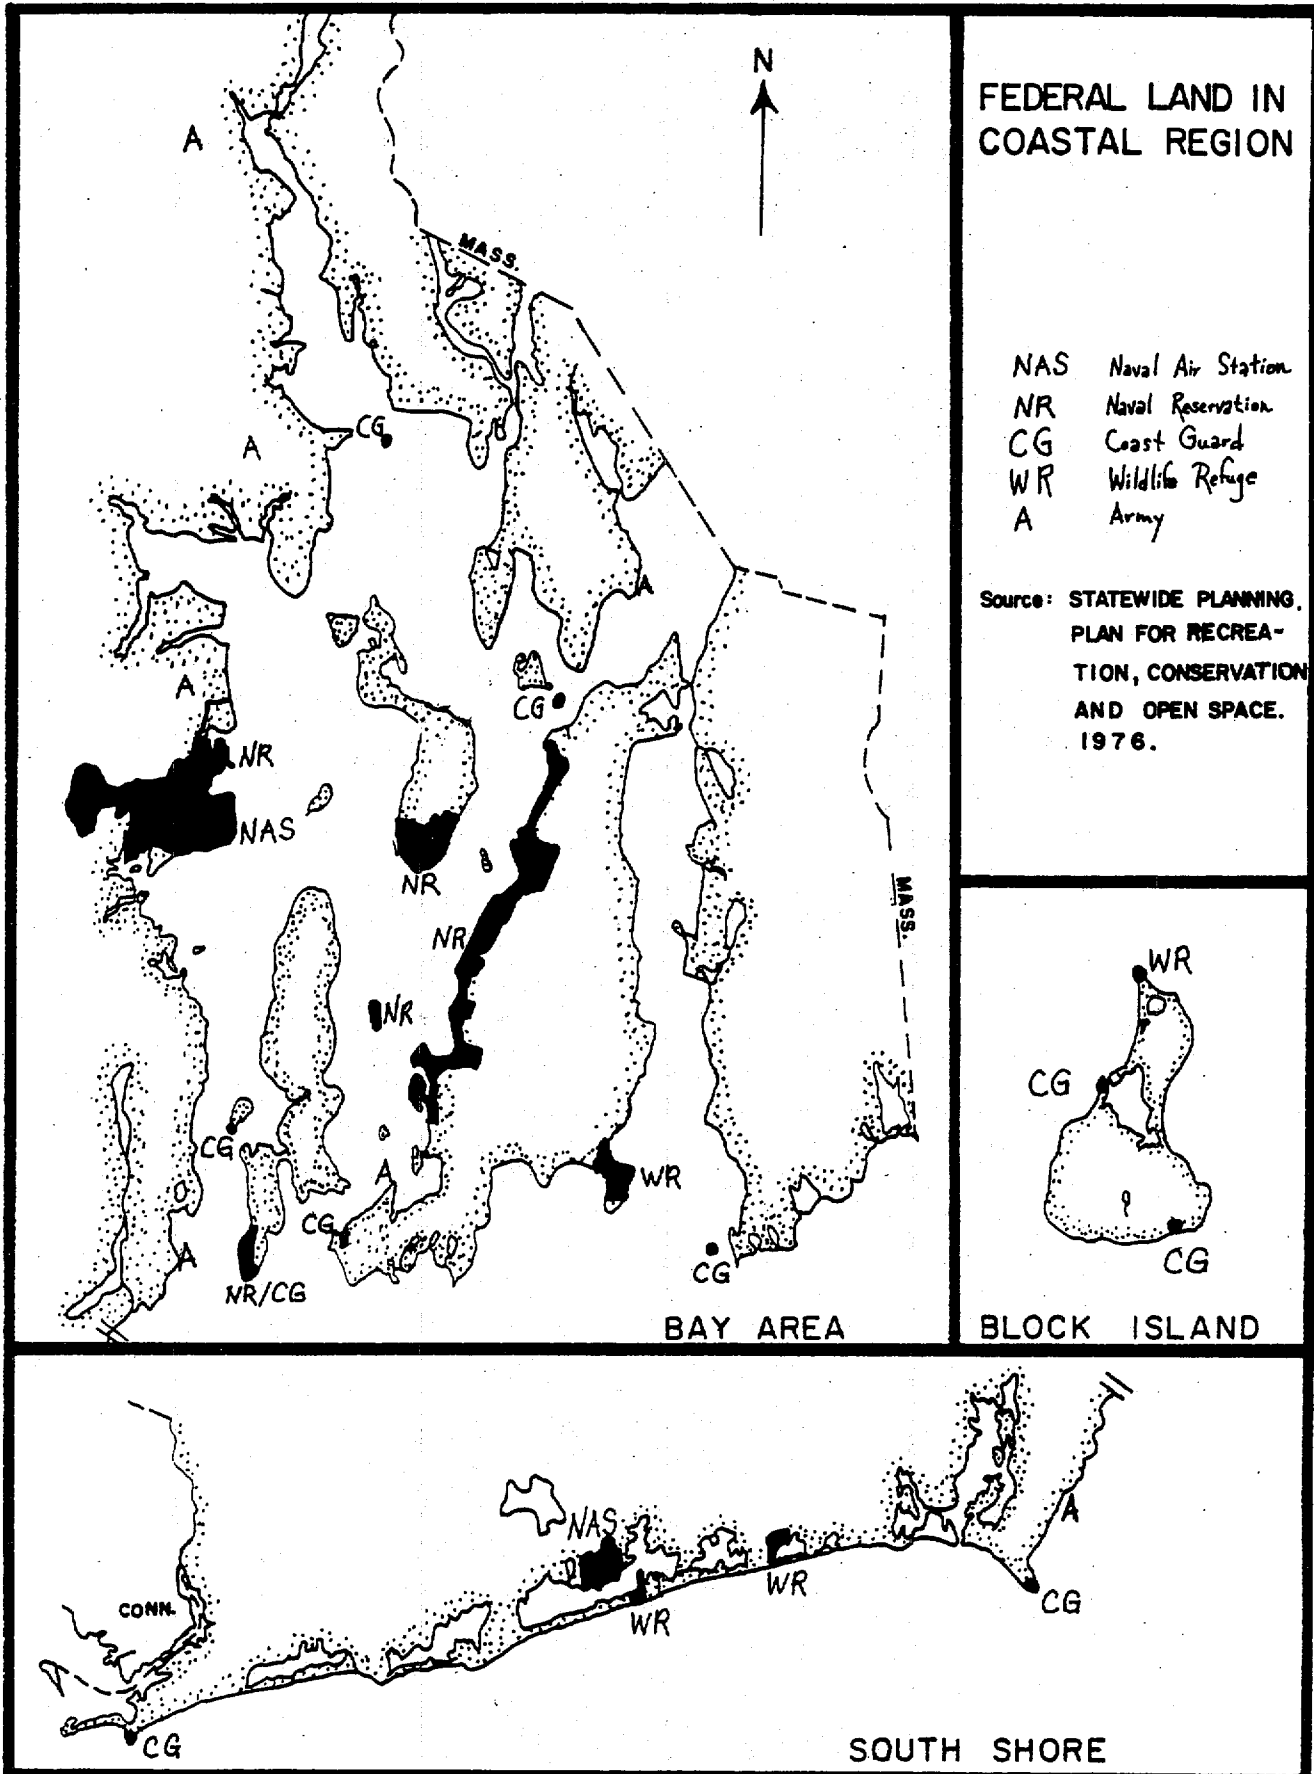 N
FEDERAL LAND IN
COASTAL REGION
NAS Naval Air Station
NR Naval Reservation
CG Coast Guard
WR Wildlife Refuge
A Army
Source: STATEWIDE PLANNING,
PLAN FOR RECREA-
TION, CONSERVATION
AND OPEN SPACE.
1976.
A
MASS.
CG
A
A
A
CG
NR
NAS
NR
NR
MASS.
NR
CG
A
WR
CG
A
NR/CG
CG
BAY AREA
WR
CG
CG
BLOCK ISLAND
NAS
A
WR
CG
WR
CONN.
CG
SOUTH SHORE